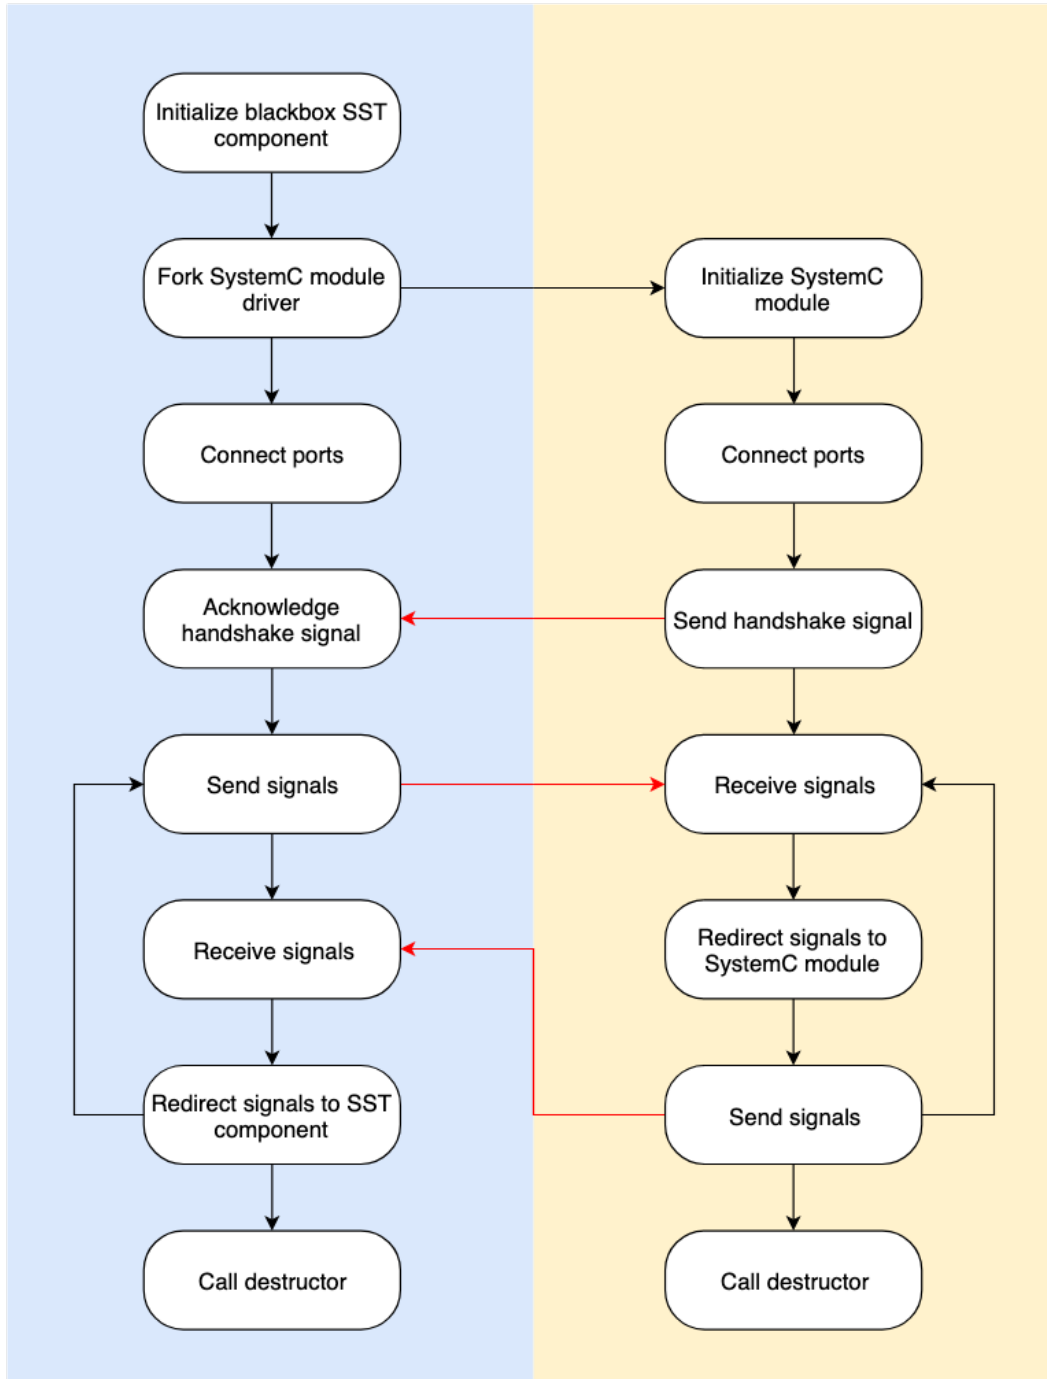 Initialize blackbox SST
component
Fork SystemC module
driver
Initialize SystemC
module
Connect ports
Connect ports
Acknowledge
handshake signal
Send handshake signal
Send signals
Receive signals
Receive signals
Redirect signals to
SystemC module
Redirect signals to SST
component
Send signals
Call destructor
Call destructor